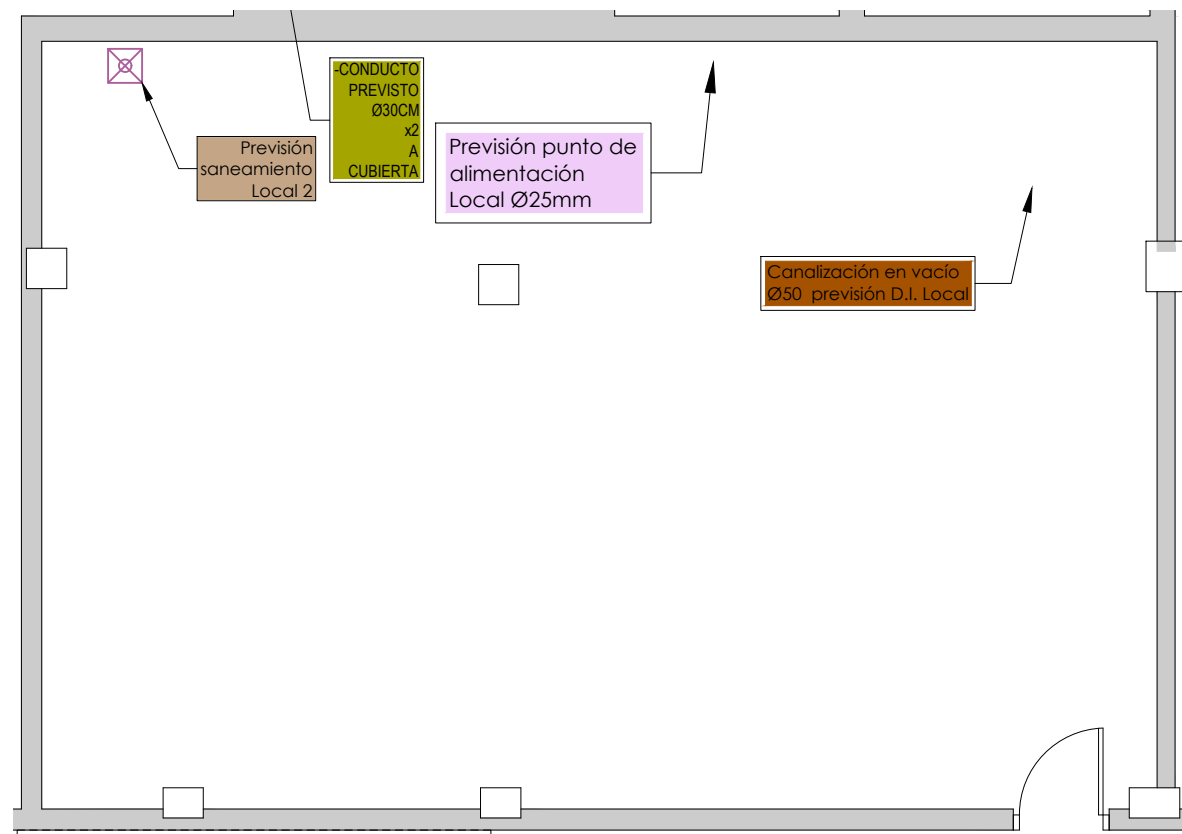 -CONDUCTO
PREVISTO
Ø30CM
x2
A
CUBIERTA
Previsión
saneamiento
Local 2
Previsión punto de
alimentación
Local Ø25mm
Canalización en vacío
Ø50 previsión D.I. Local